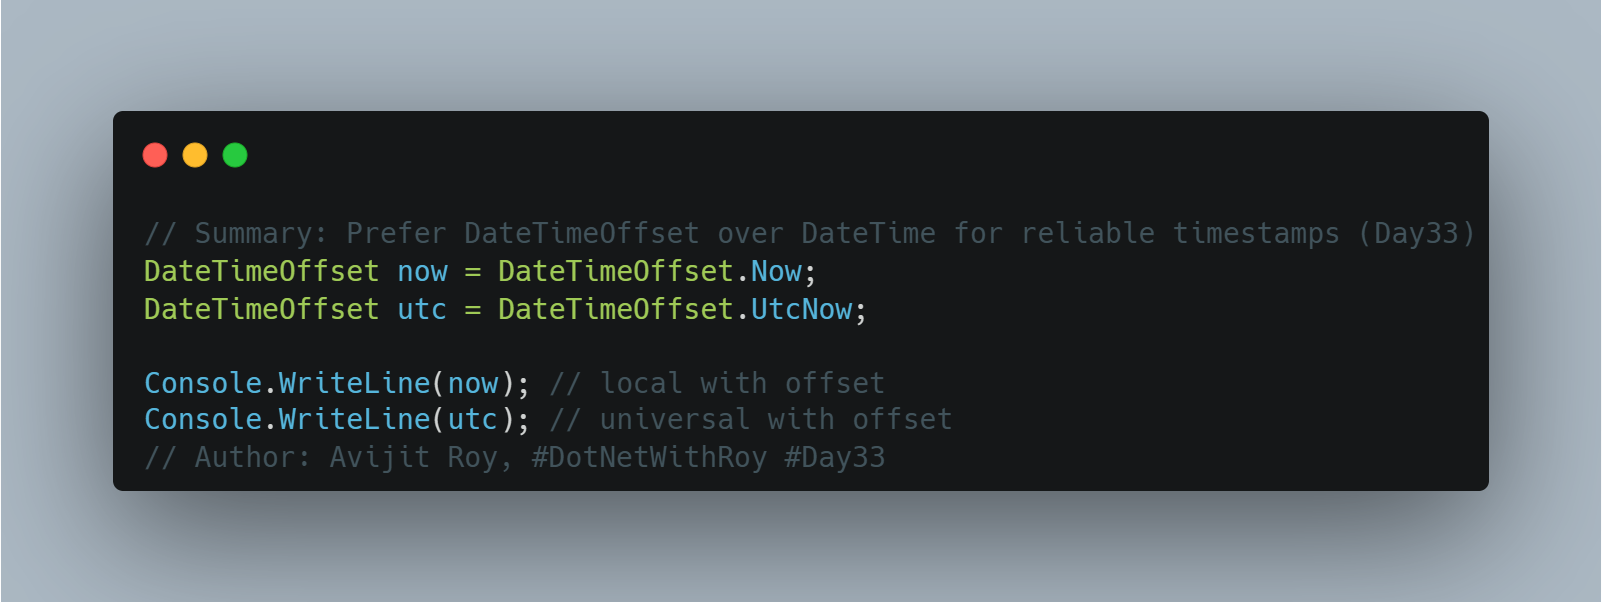 // Summary: Prefer DateTimeOffset over DateTime for reliable timestamps (Day33)
DateTimeOffset now = DateTimeOffset.Now;
DateTimeOffset utc = DateTimeOffset.UtcNow;
Console.WriteLine(now); // local with offset
Console.WriteLine(utc); // universal with offset
// Author: Avijit Roy, #DotNetWithRoy #Day33